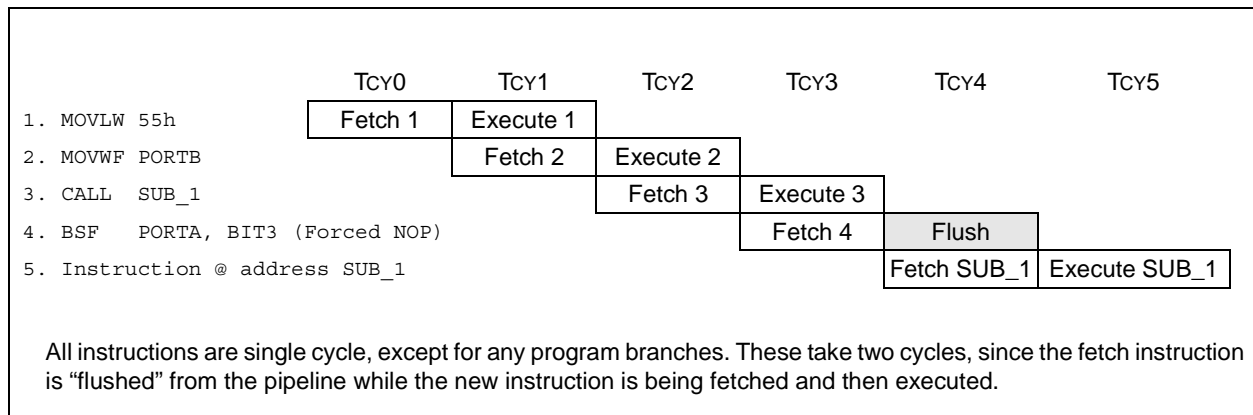 TCY0 TCY1 TCY2 TCY3 TCY4 TCY5
1. MOVLW 55h Fetch 1 Execute 1
2. MOVWF PORTB Fetch 2 Execute 2
3. CALL SUB_1 Fetch 3 Execute 3
4. BSF PORTA, BIT3 (Forced NOP) Fetch 4 Flush
5. Instruction @ address SUB_1 Fetch SUB_1 Execute SUB_1
All instructions are single cycle, except for any program branches. These take two cycles, since the fetch instruction
is “flushed” from the pipeline while the new instruction is being fetched and then executed.